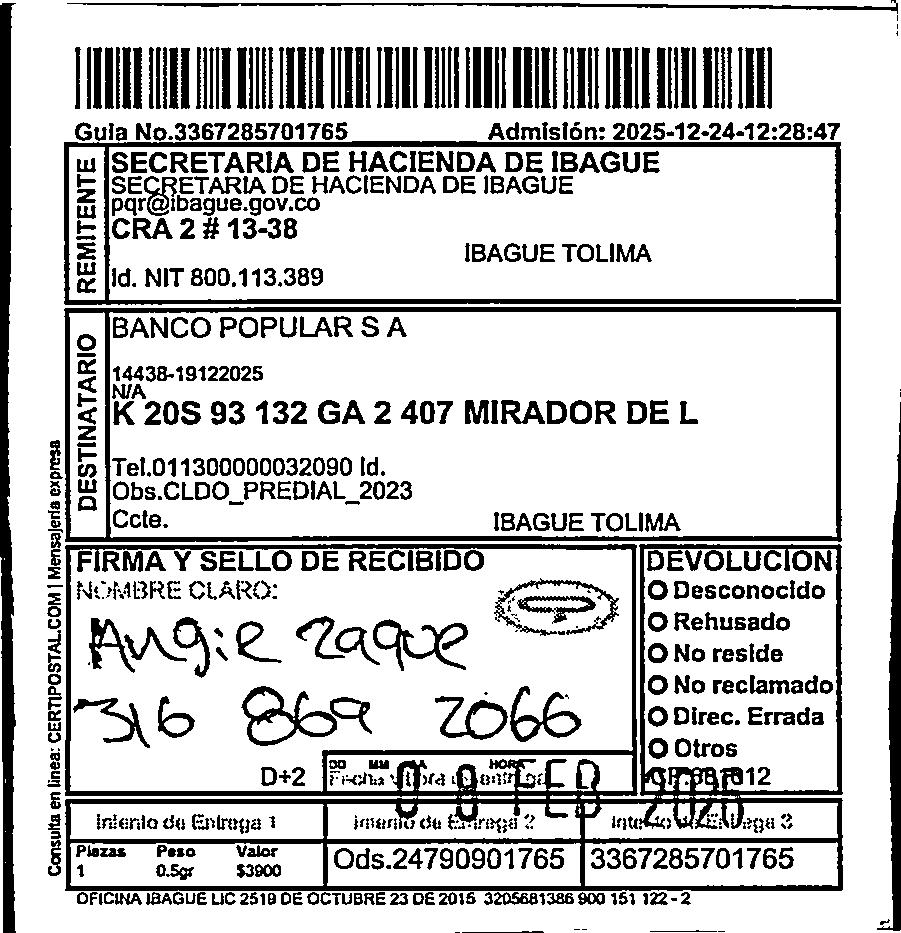 Guia No.3367285701765 Admisión: 2025-12-24-12:28:47
REMITENTE
SECRETARIA DE HACIENDA DE IBAGUE
SECRETARIA DE HACIENDA DE IBAGUE
pqr@ibague.gov.co
CRA 2 # 13-38
IBAGUE TOLIMA
Id. NIT 800.113.389
DESTINATARIO
BANCO POPULAR S A
14438-19122025
N/A
K 20S 93 132 GA 2 407 MIRADOR DE L
Tel.011300000032090 Id.
Obs.CLDO_PREDIAL_2023
Ccte.
IBAGUE TOLIMA
Consulta en linea: CERTIPOSTAL.COM | Mensajeria expresa
FIRMA Y SELLO DE RECIBIDO
NOMBRE CLARO:
Angie Zaque
316 869 2066
DEVOLUCION
Desconocido
Rehusado
No reside
No reclamado
Direc. Errada
Otros
D+2
DD MM AA HORA
Fecha y hora de entrega
FEB
Intento de Entrega 1
Intento de Entrega 2
Intento de Entrega 3
Piezas Peso Valor
1 0.5gr $3900
Ods.24790901765
3367285701765
OFICINA IBAGUE LIC 2519 DE OCTUBRE 23 DE 2015 3205681386 900 151 122 - 2